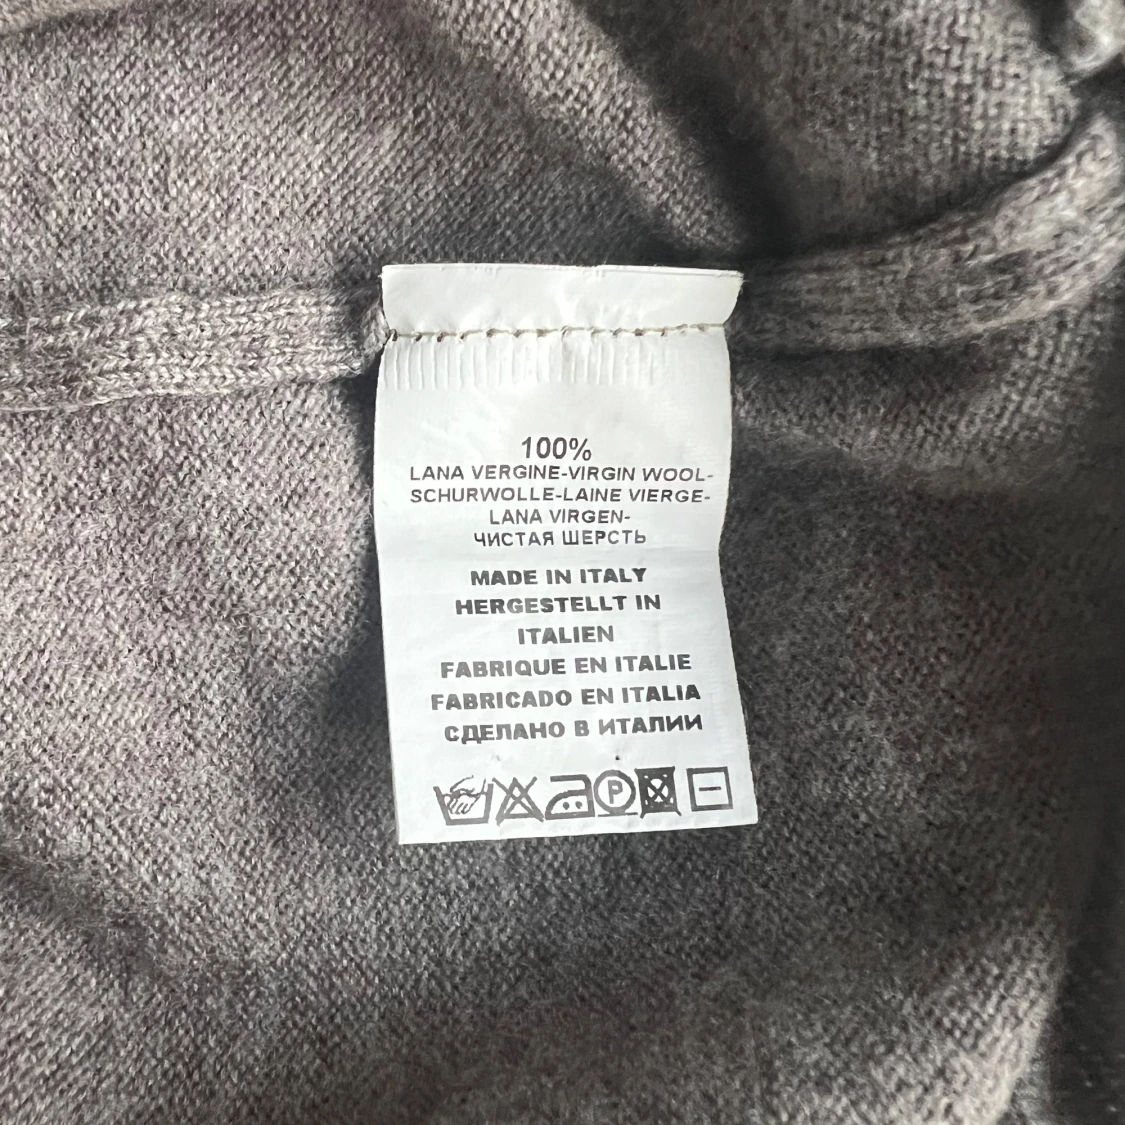 100%
LANA VERGINE-VIRGIN WOOL-
SCHURWOLLE-LAINE VIERGE-
LANA VIRGEN-
ЧИСТАЯ ШЕРСТЬ
MADE IN ITALY
HERGESTELLT IN
ITALIEN
FABRIQUE EN ITALIE
FABRICADO EN ITALIA
СДЕЛАНО В ИТАЛИИ
P